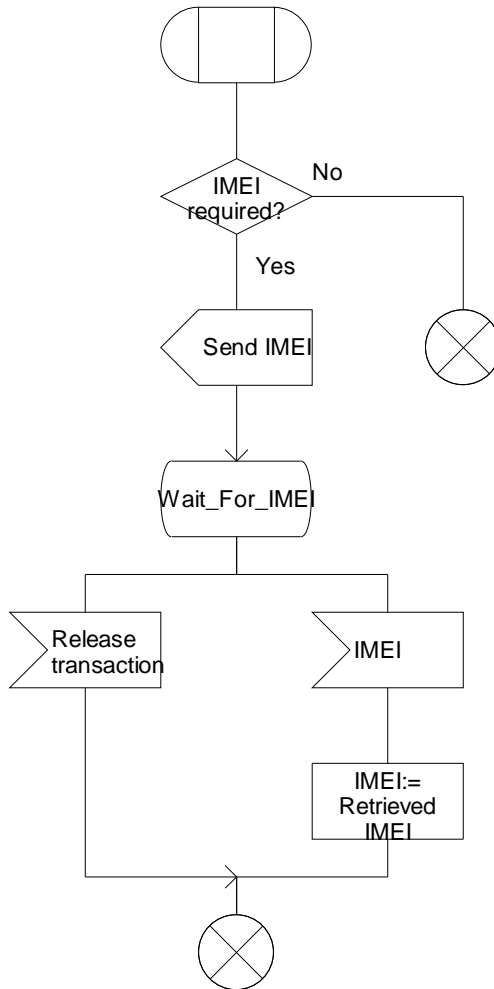 IMEI
required?
No
Yes
Send IMEI
Wait_For_IMEI
Release
transaction
IMEI
IMEI:=
Retrieved
IMEI